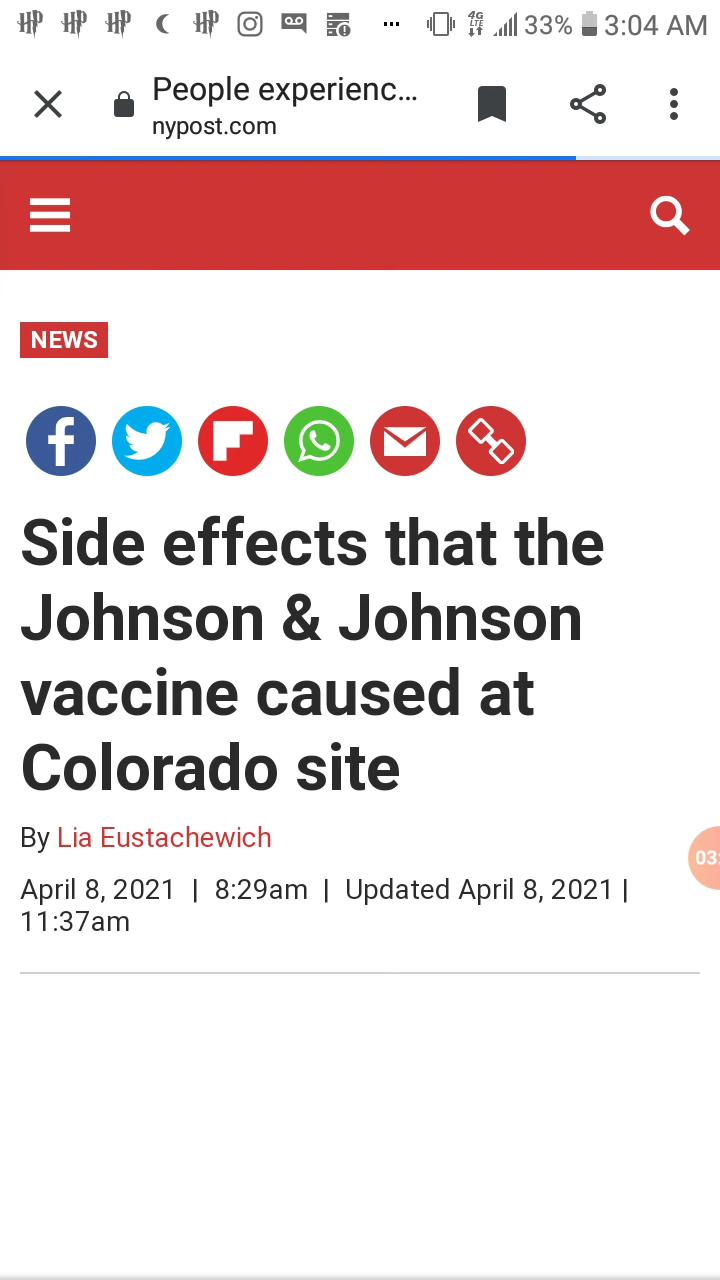 33% 3:04 AM
People experienc...
nypost.com
NEWS
Side effects that the
Johnson & Johnson
vaccine caused at
Colorado site
By Lia Eustachewich
03:
April 8, 2021 | 8:29am | Updated April 8, 2021 |
11:37am